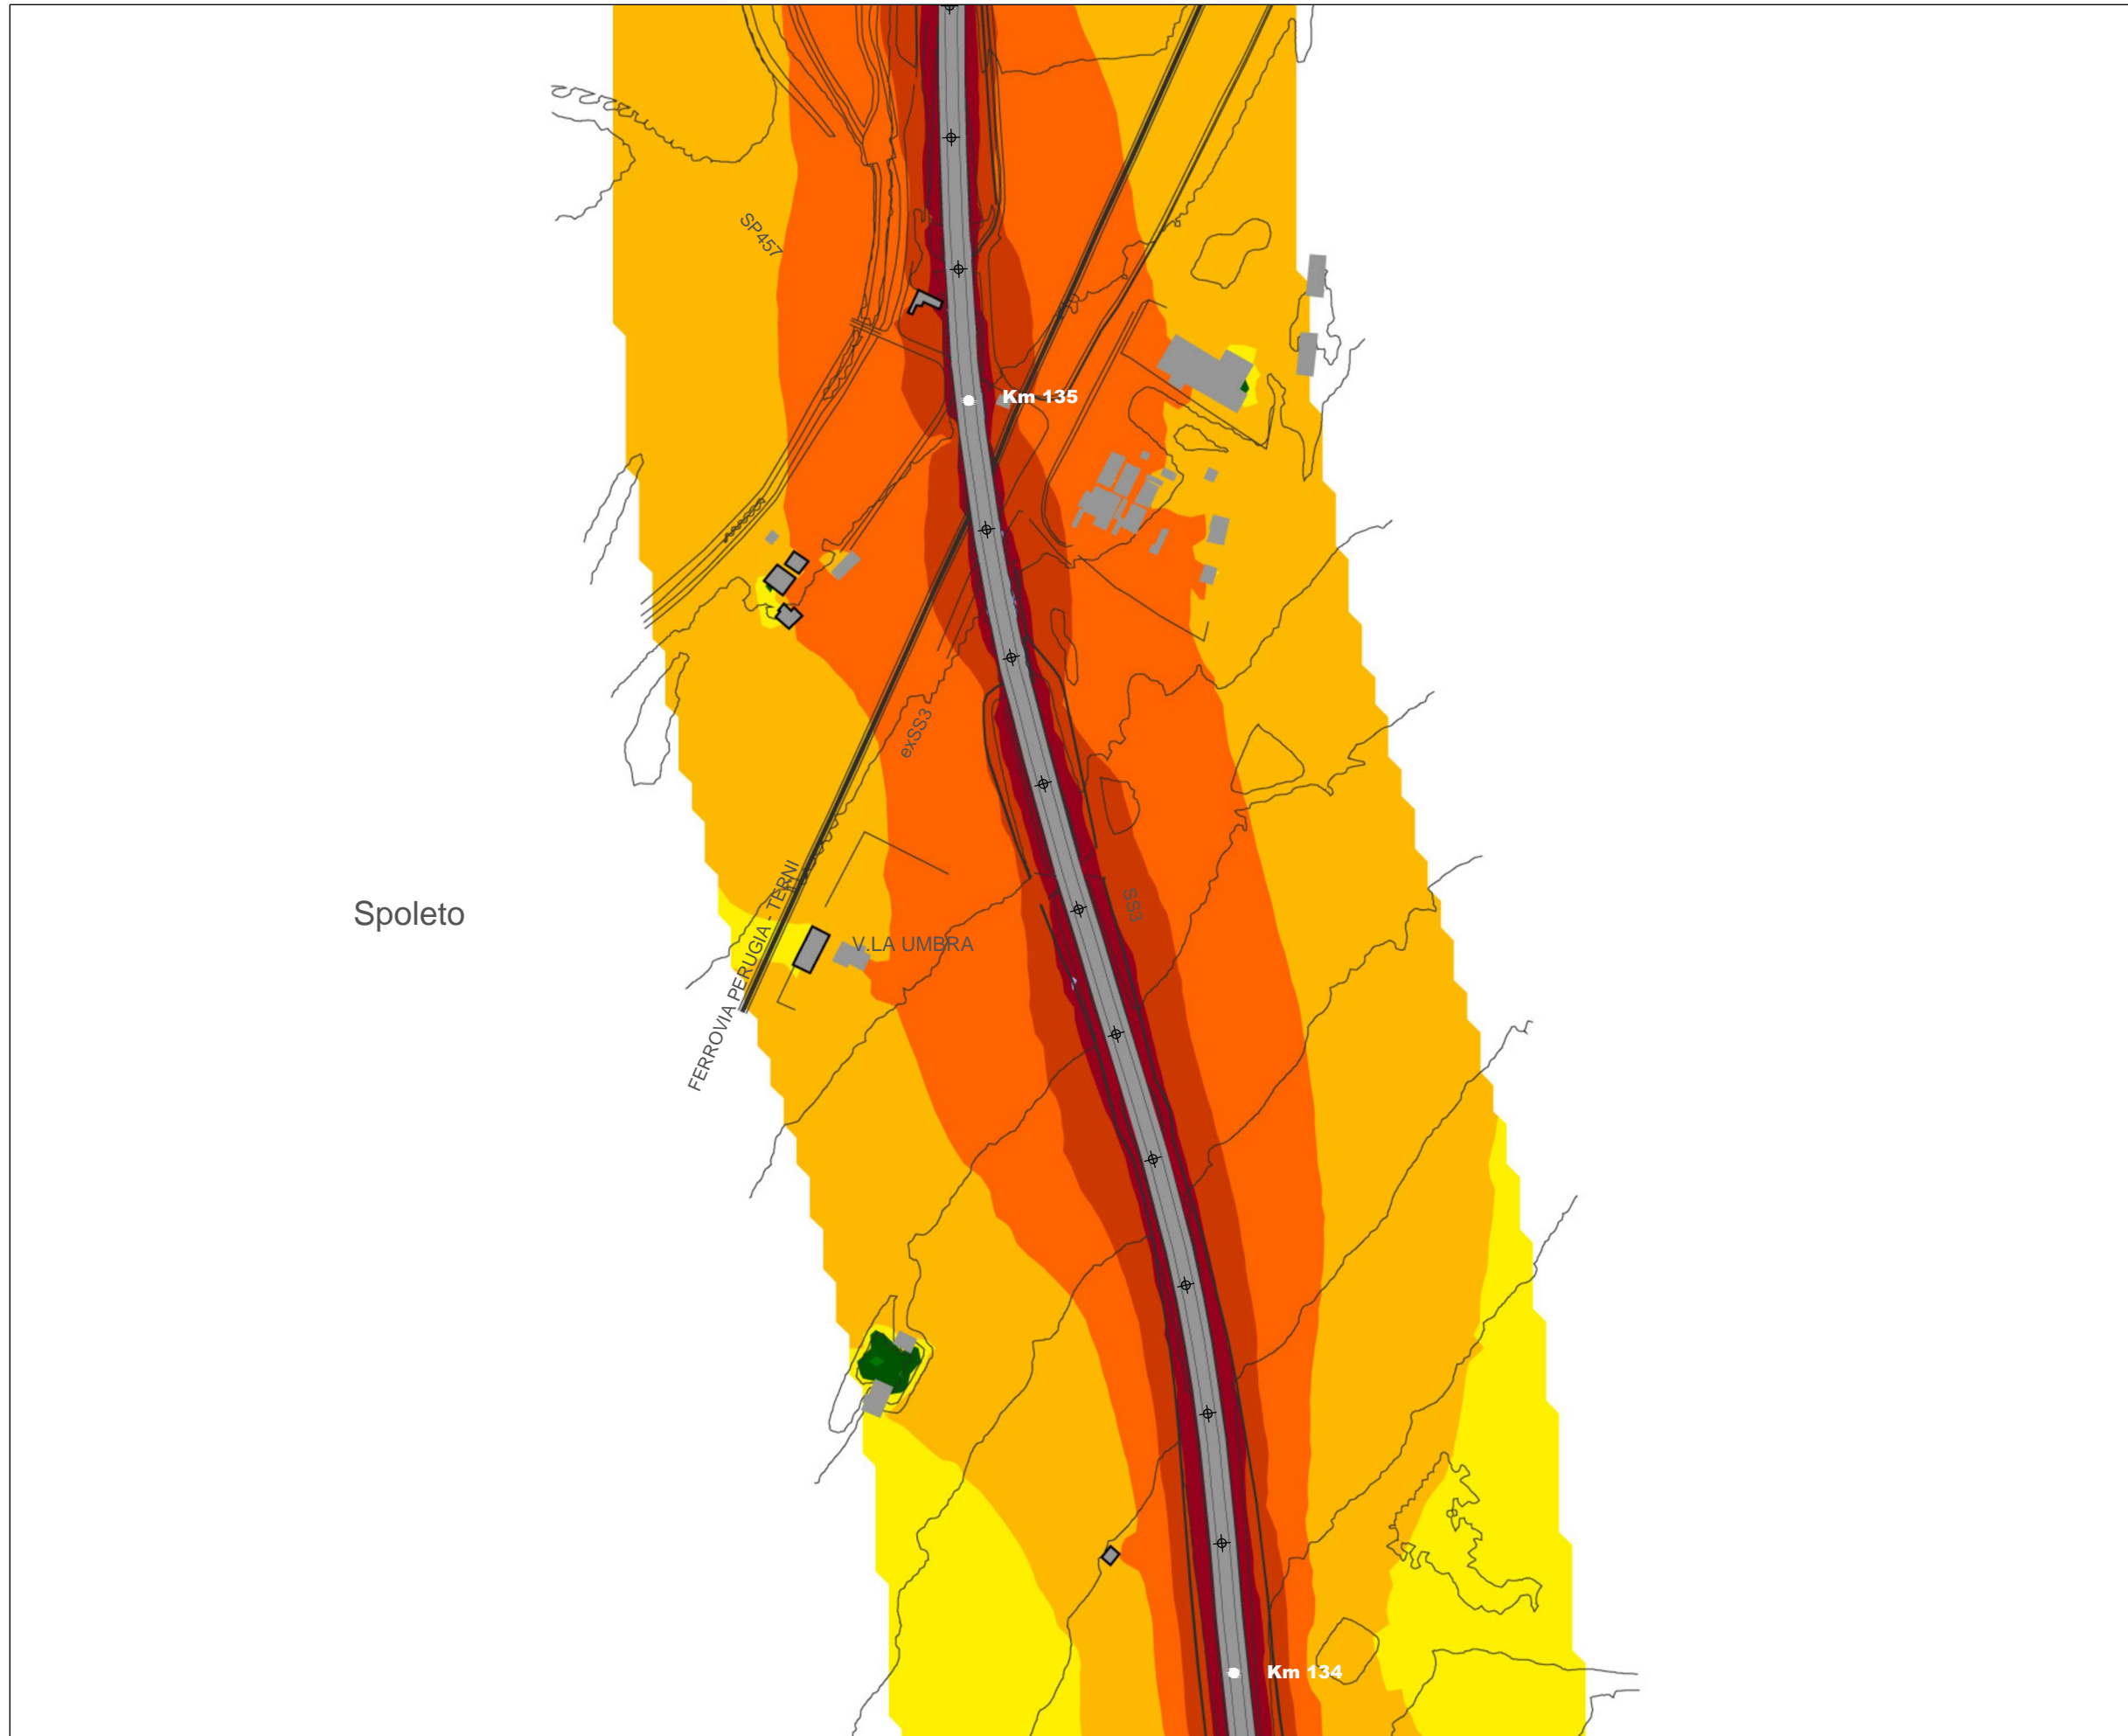 SP457
Km 135
exSS3
FERROVIA PERUGIA - TERNI
SS3
Spoleto
V.LA UMBRA
Km 134